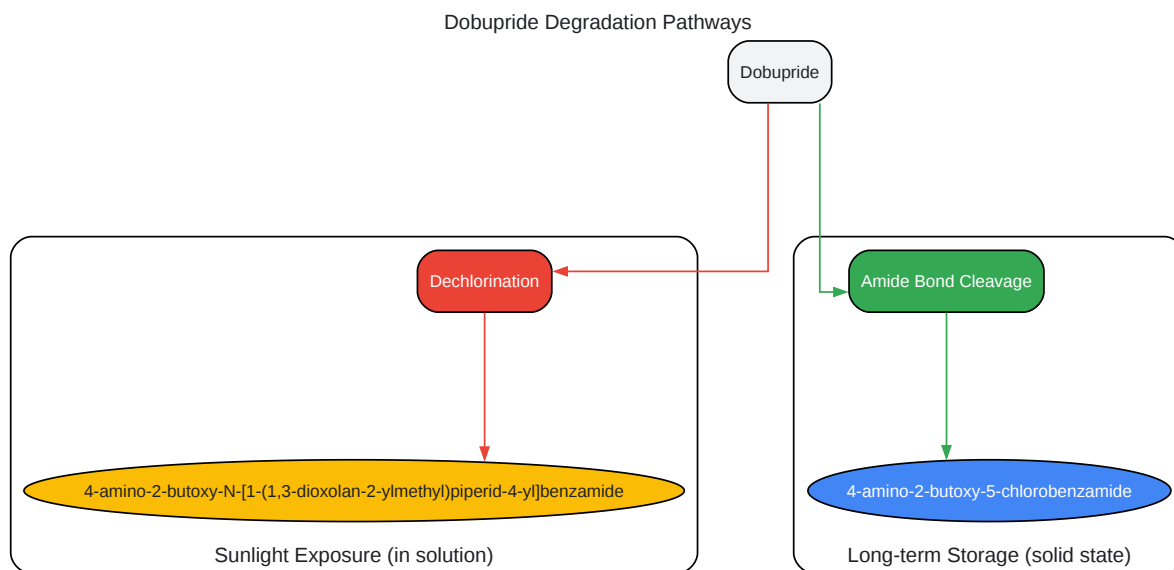 Dobupride Degradation Pathways
Dobupride
Dechlorination
Amide Bond Cleavage
4-amino-2-butoxy-N-[1-(1,3-dioxolan-2-ylmethyl)piperid-4-yl]benzamide
4-amino-2-butoxy-5-chlorobenzamide
Sunlight Exposure (in solution)
Long-term Storage (solid state)